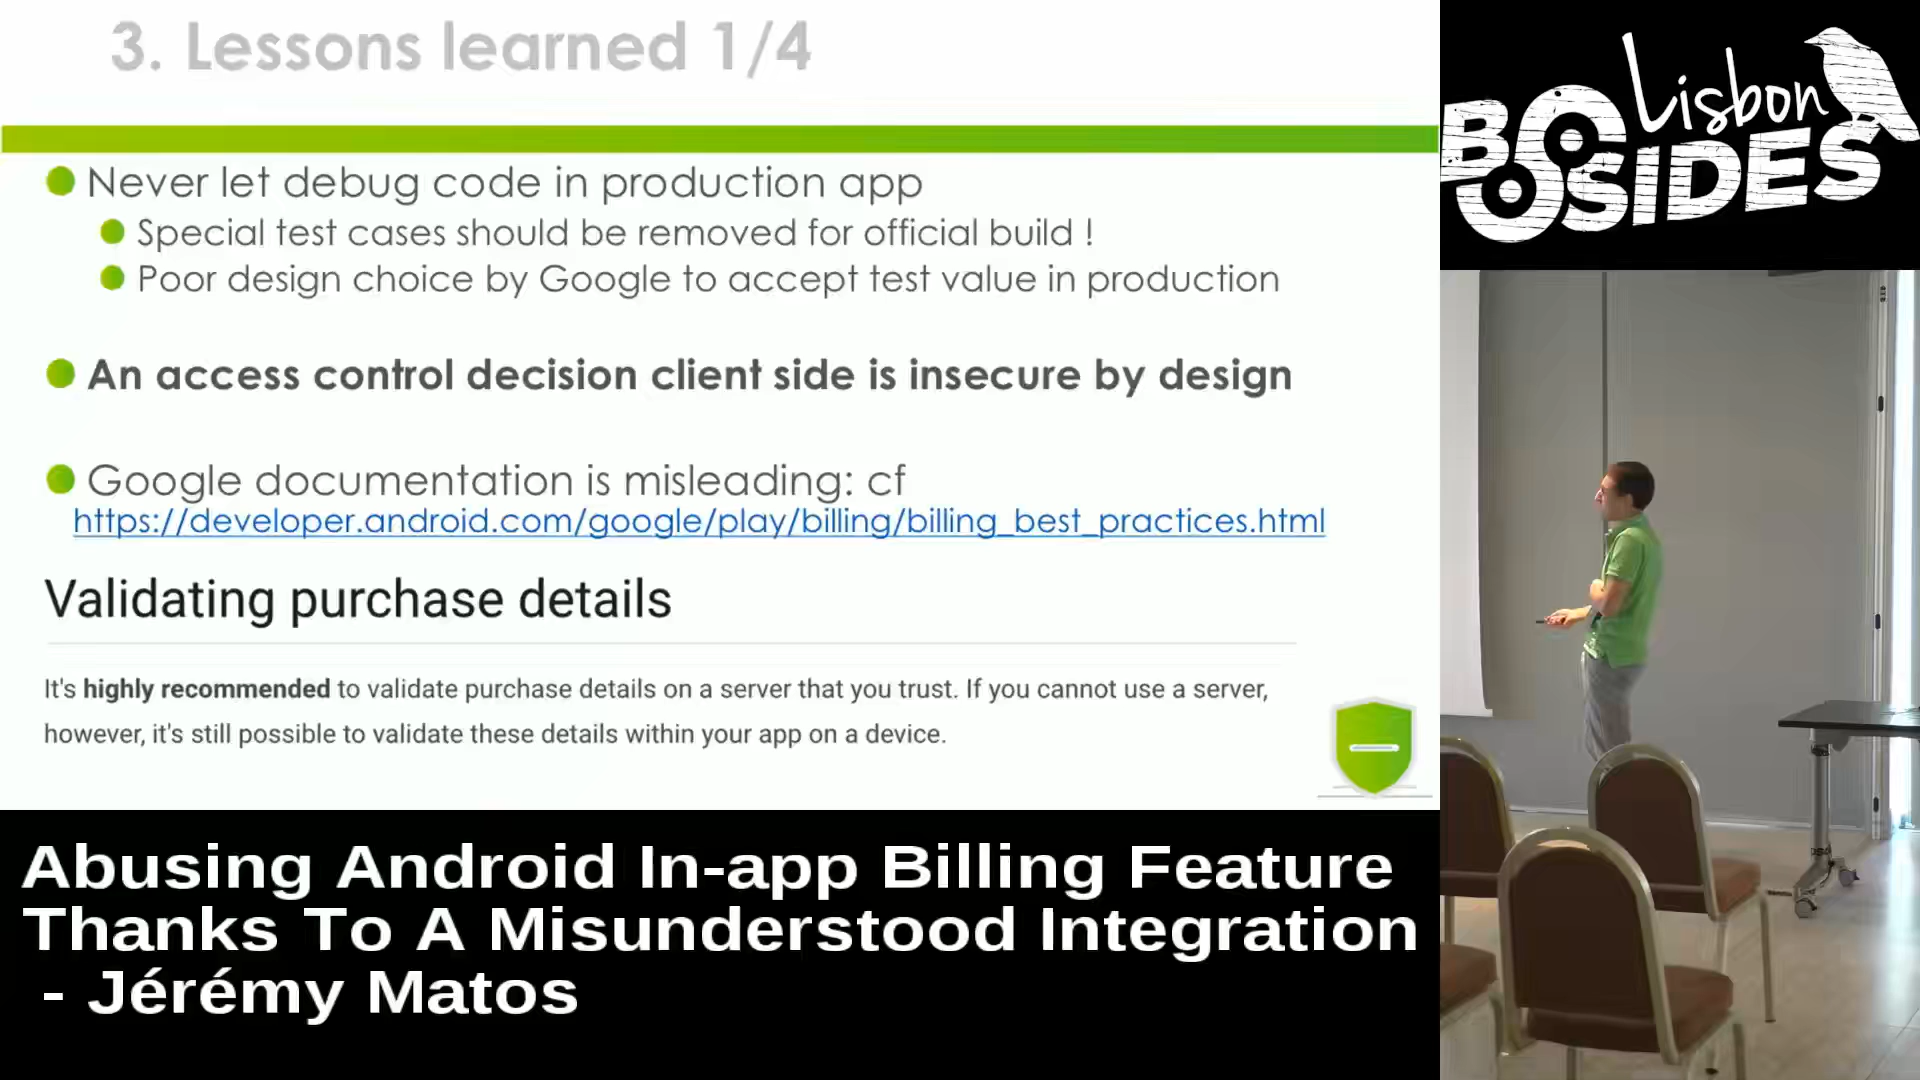 3. Lessons learned 1/4
Never let debug code in production app
Special test cases should be removed for official build !
Poor design choice by Google to accept test value in production
An access control decision client side is insecure by design
Google documentation is misleading: cf
https://developer.android.com/google/play/billing/billing_best_practices.html
Validating purchase details
It's highly recommended to validate purchase details on a server that you trust. If you cannot use a server,
however, it's still possible to validate these details within your app on a device.
Lisbon
BSIDES
Abusing Android In-app Billing Feature
Thanks To A Misunderstood Integration
- Jérémy Matos